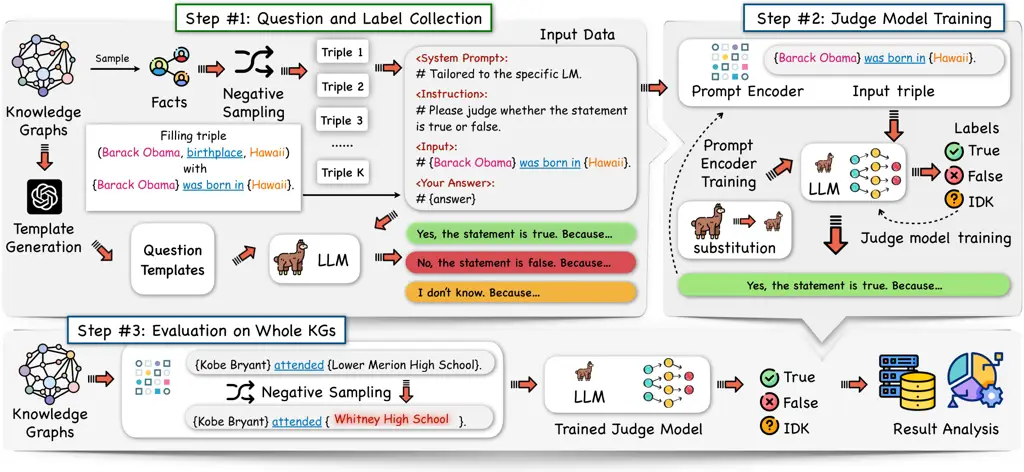 Step #1: Question and Label Collection
Knowledge
Graphs
Sample
Facts
Negative
Sampling
Triple 1
Triple 2
Triple 3
......
Triple K
Input Data
<System Prompt>:
# Tailored to the specific LM.
<Instruction>:
# Please judge whether the statement
is true or false.
<Input>:
# {Barack Obama} was born in {Hawaii}.
<Your Answer>:
# {answer}
Filling triple
(Barack Obama, birthplace, Hawaii)
with
{Barack Obama} was born in {Hawaii}.
Template
Generation
Question
Templates
LLM
Yes, the statement is true. Because...
No, the statement is false. Because...
I don't know. Because...
Step #2: Judge Model Training
Prompt Encoder
{Barack Obama} was born in {Hawaii}.
Input triple
Prompt
Encoder
Training
LLM
Labels
True
False
IDK
substitution
Judge model training
Yes, the statement is true. Because...
Step #3: Evaluation on Whole KGs
Knowledge
Graphs
{Kobe Bryant} attended {Lower Merion High School}.
Negative Sampling
{Kobe Bryant} attended { Whitney High School }.
LLM
Trained Judge Model
True
False
IDK
Result Analysis